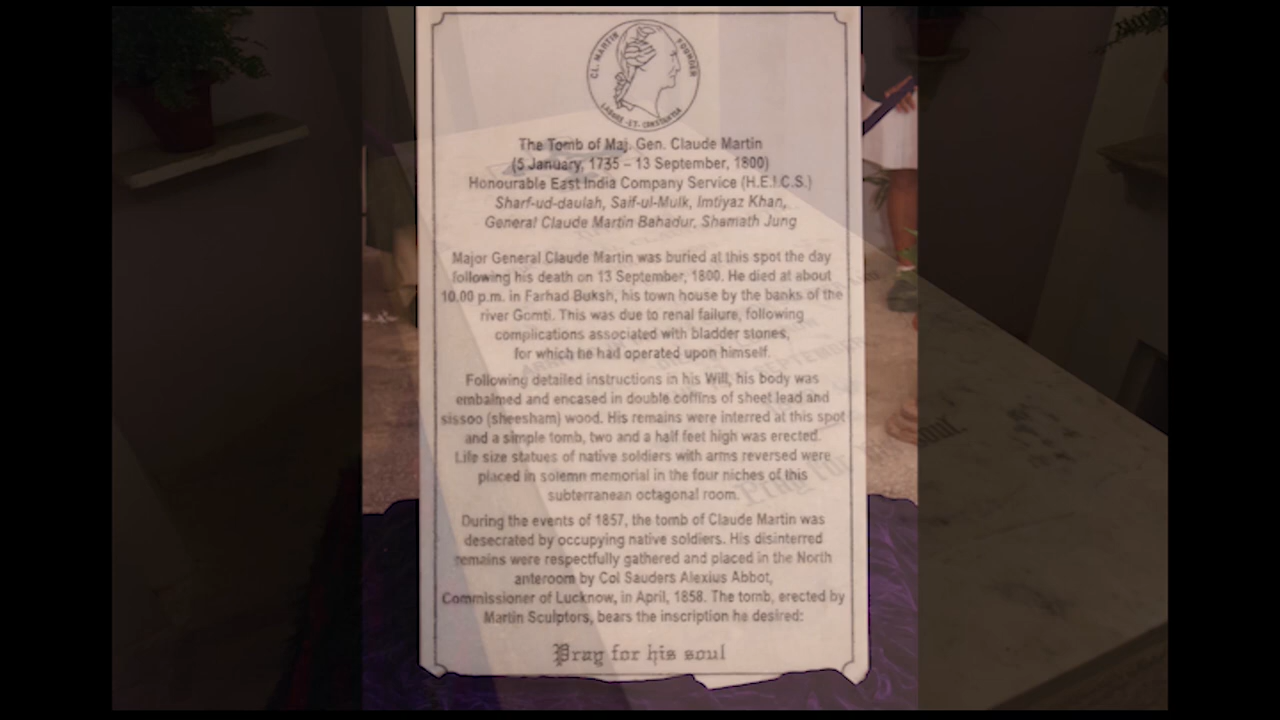 CL. MARTIN FOUNDER
LABORE · ET · CONSTANTIA
The Tomb of Maj. Gen. Claude Martin
(5 January, 1735 – 13 September, 1800)
Honourable East India Company Service (H.E.I.C.S.)
Sharf-ud-daulah, Saif-ul-Mulk, Imtiyaz Khan,
General Claude Martin Bahadur, Shamath Jung
Major General Claude Martin was buried at this spot the day
following his death on 13 September, 1800. He died at about
10.00 p.m. in Farhad Buksh, his town house by the banks of the
river Gomti. This was due to renal failure, following
complications associated with bladder stones,
for which he had operated upon himself.
Following detailed instructions in his Will, his body was
embalmed and encased in double coffins of sheet lead and
sissoo (sheesham) wood. His remains were interred at this spot
and a simple tomb, two and a half feet high was erected.
Life size statues of native soldiers with arms reversed were
placed in solemn memorial in the four niches of this
subterranean octagonal room.
During the events of 1857, the tomb of Claude Martin was
desecrated by occupying native soldiers. His disinterred
remains were respectfully gathered and placed in the North
anteroom by Col Sauders Alexius Abbot,
Commissioner of Lucknow, in April, 1858. The tomb, erected by
Martin Sculptors, bears the inscription he desired:
Pray for his soul
Pray for his soul